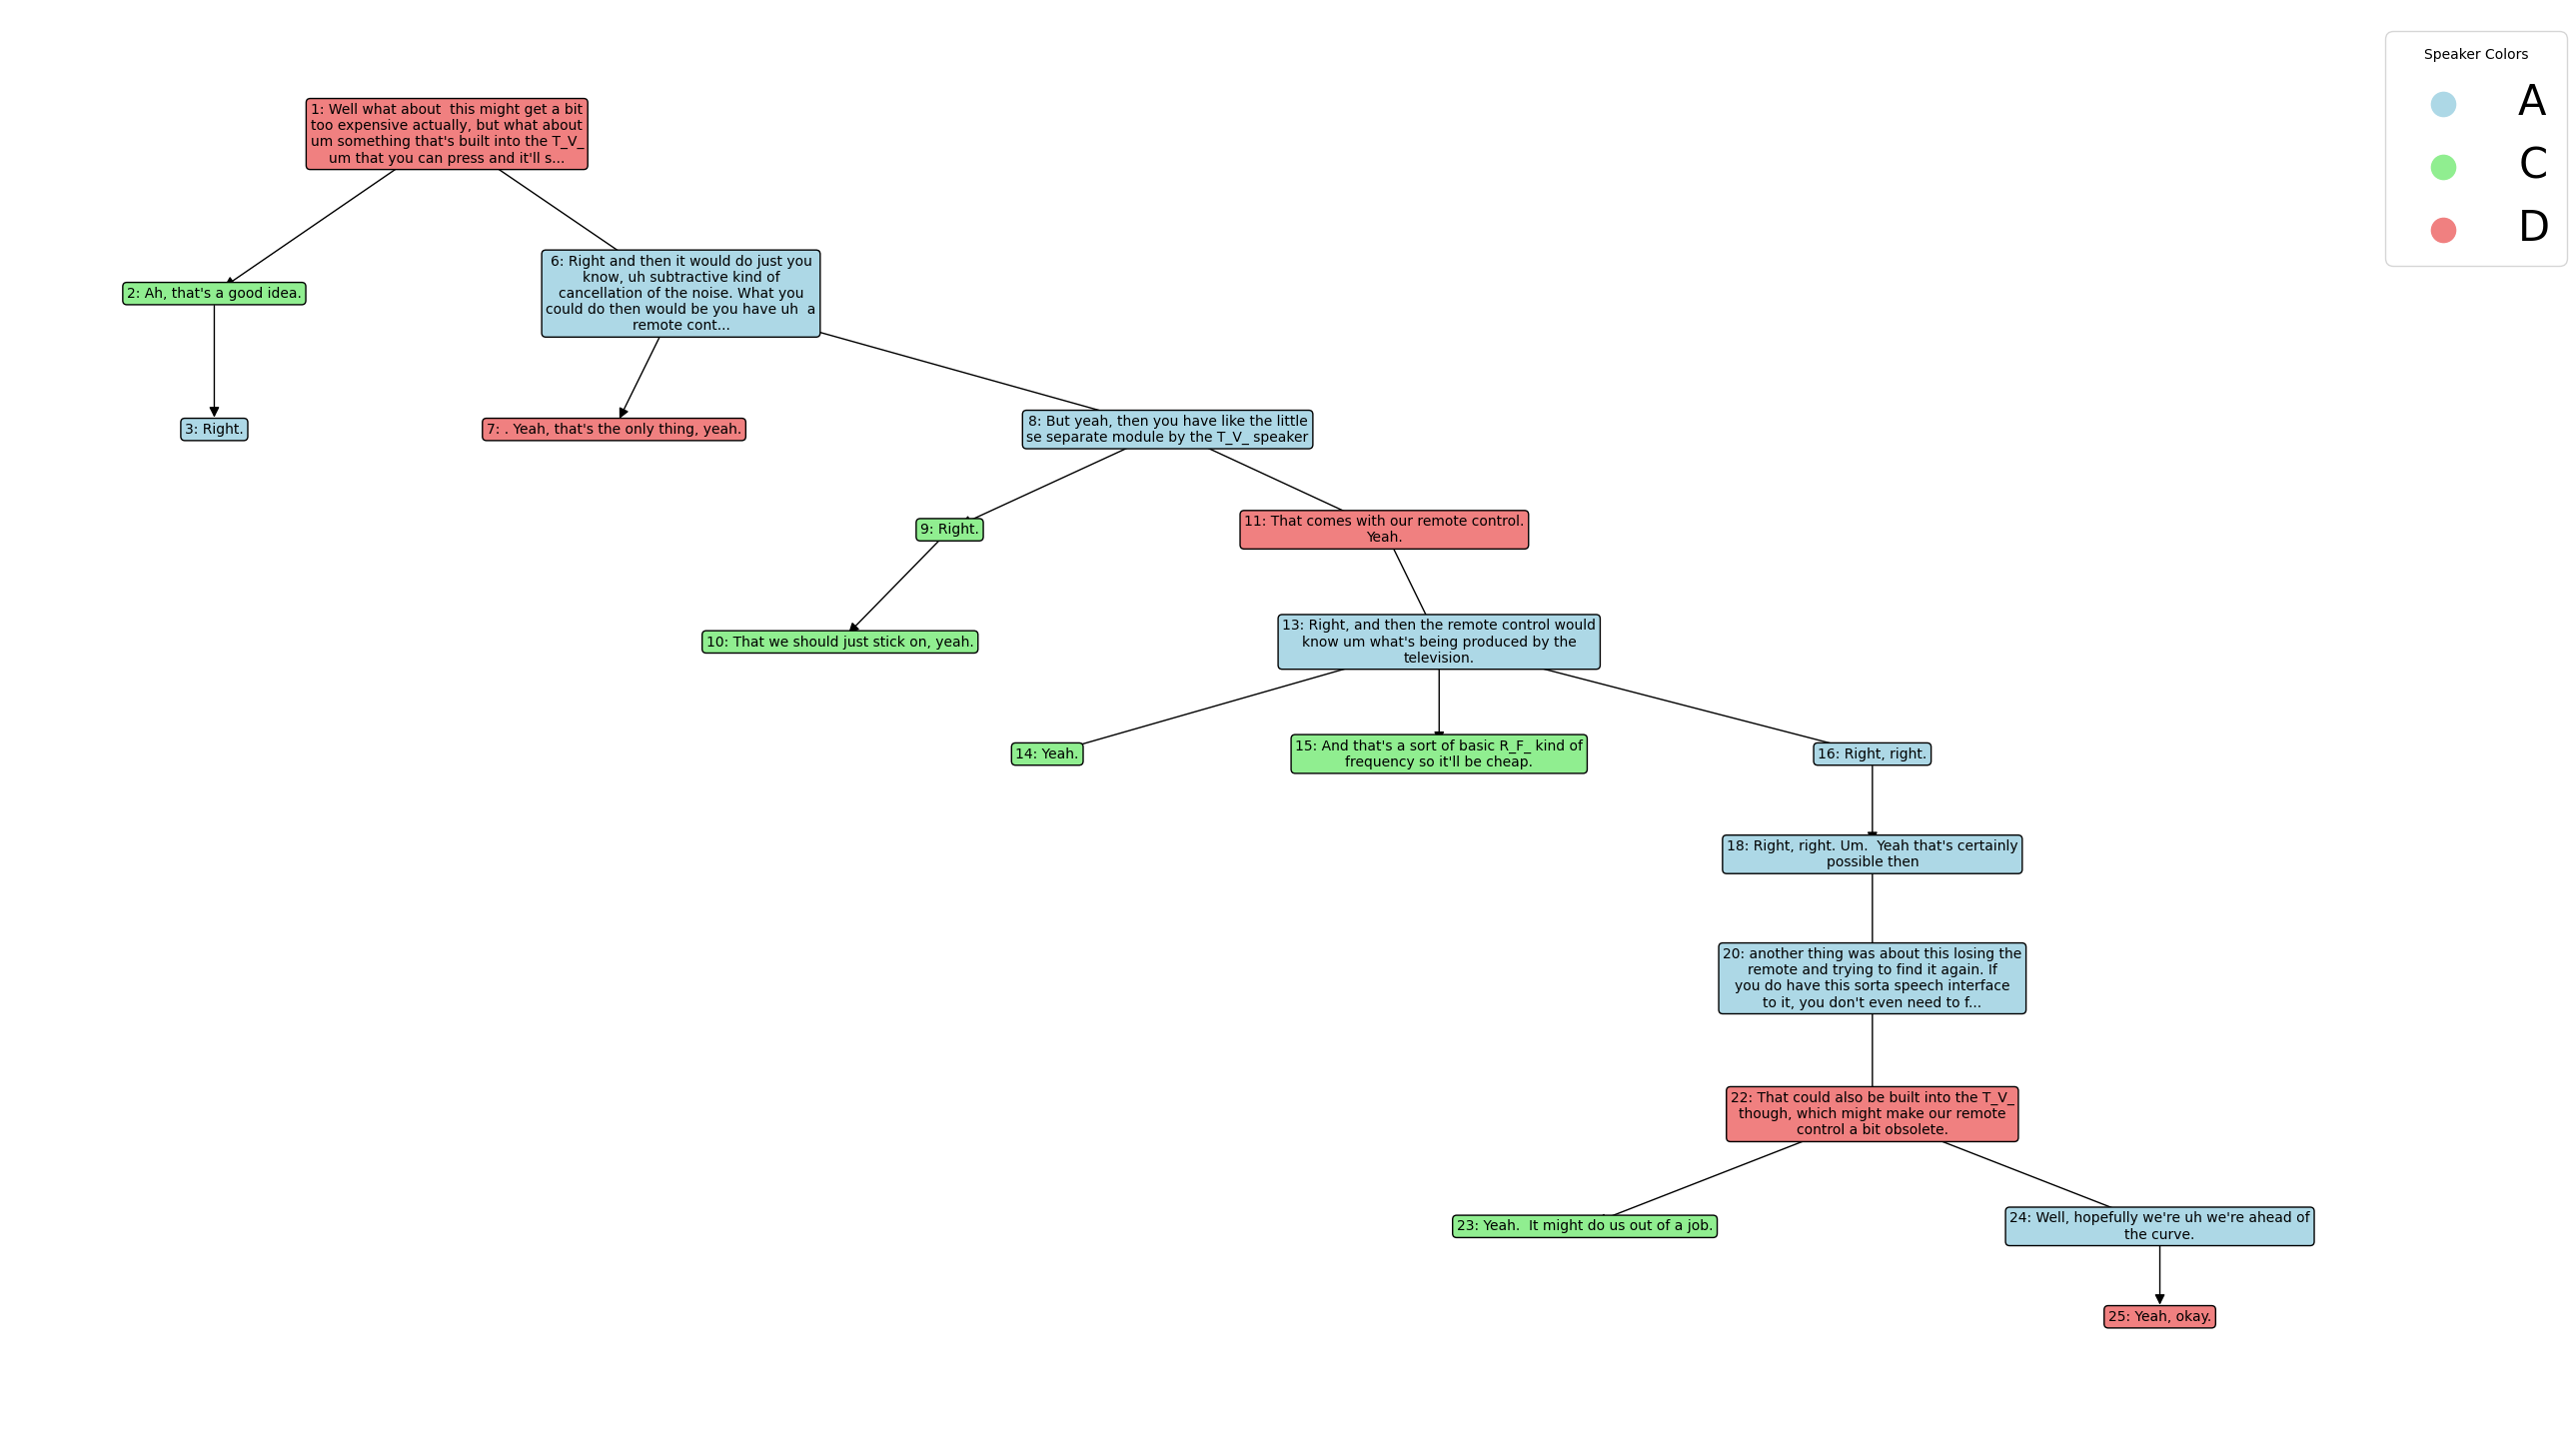 Speaker Colors
A
C
D
1: Well what about  this might get a bit
too expensive actually, but what about
um something that's built into the T_V_
um that you can press and it'll s...
2: Ah, that's a good idea.
6: Right and then it would do just you
know, uh subtractive kind of
cancellation of the noise. What you
could do then would be you have uh  a
remote cont...
3: Right.
7: . Yeah, that's the only thing, yeah.
8: But yeah, then you have like the little
se separate module by the T_V_ speaker
9: Right.
11: That comes with our remote control.
Yeah.
10: That we should just stick on, yeah.
13: Right, and then the remote control would
know um what's being produced by the
television.
14: Yeah.
15: And that's a sort of basic R_F_ kind of
frequency so it'll be cheap.
16: Right, right.
18: Right, right. Um.  Yeah that's certainly
possible then
20: another thing was about this losing the
remote and trying to find it again. If
you do have this sorta speech interface
to it, you don't even need to f...
22: That could also be built into the T_V_
though, which might make our remote
control a bit obsolete.
23: Yeah.  It might do us out of a job.
24: Well, hopefully we're uh we're ahead of
the curve.
25: Yeah, okay.